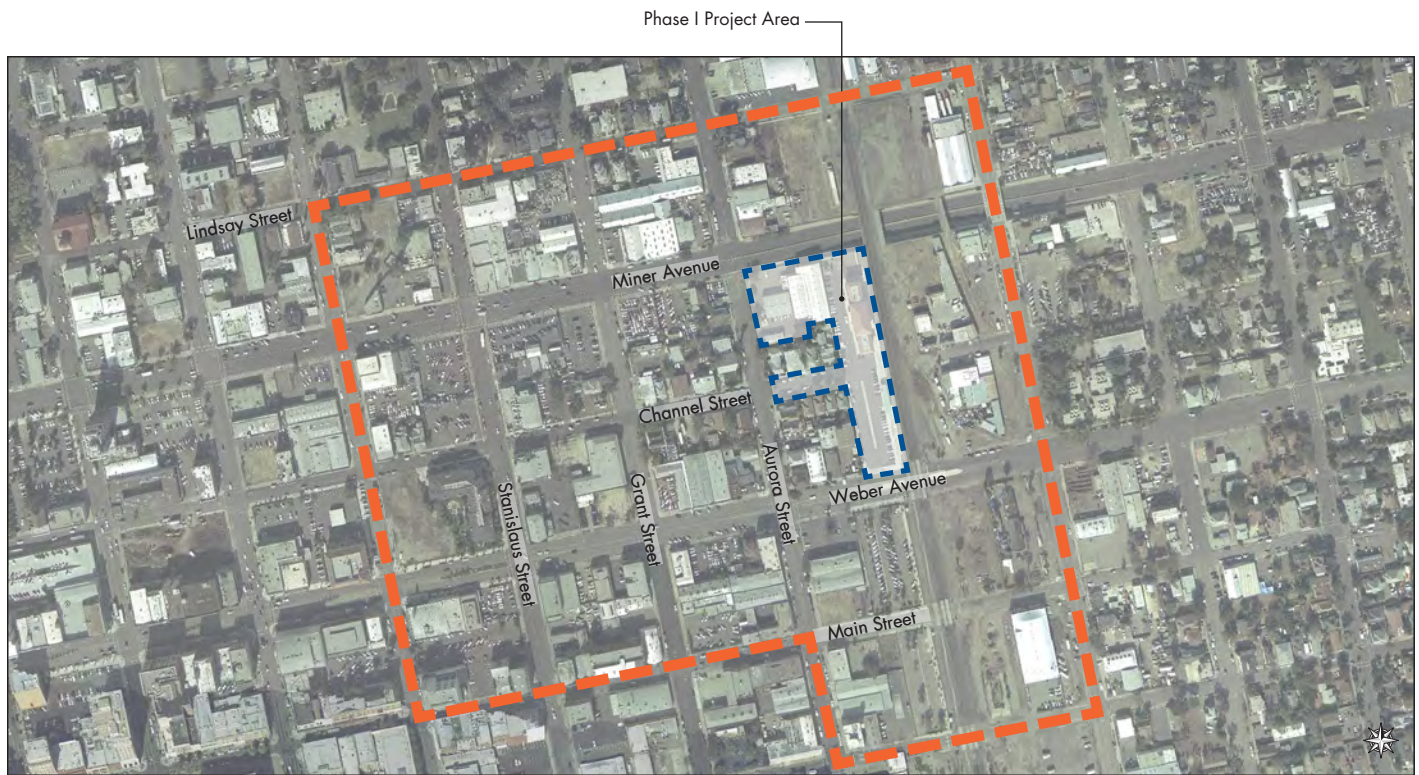 Phase I Project Area
Lindsay Street
Miner Avenue
Channel Street
Aurora Street
Weber Avenue
Stanislaus Street
Grant Street
Main Street